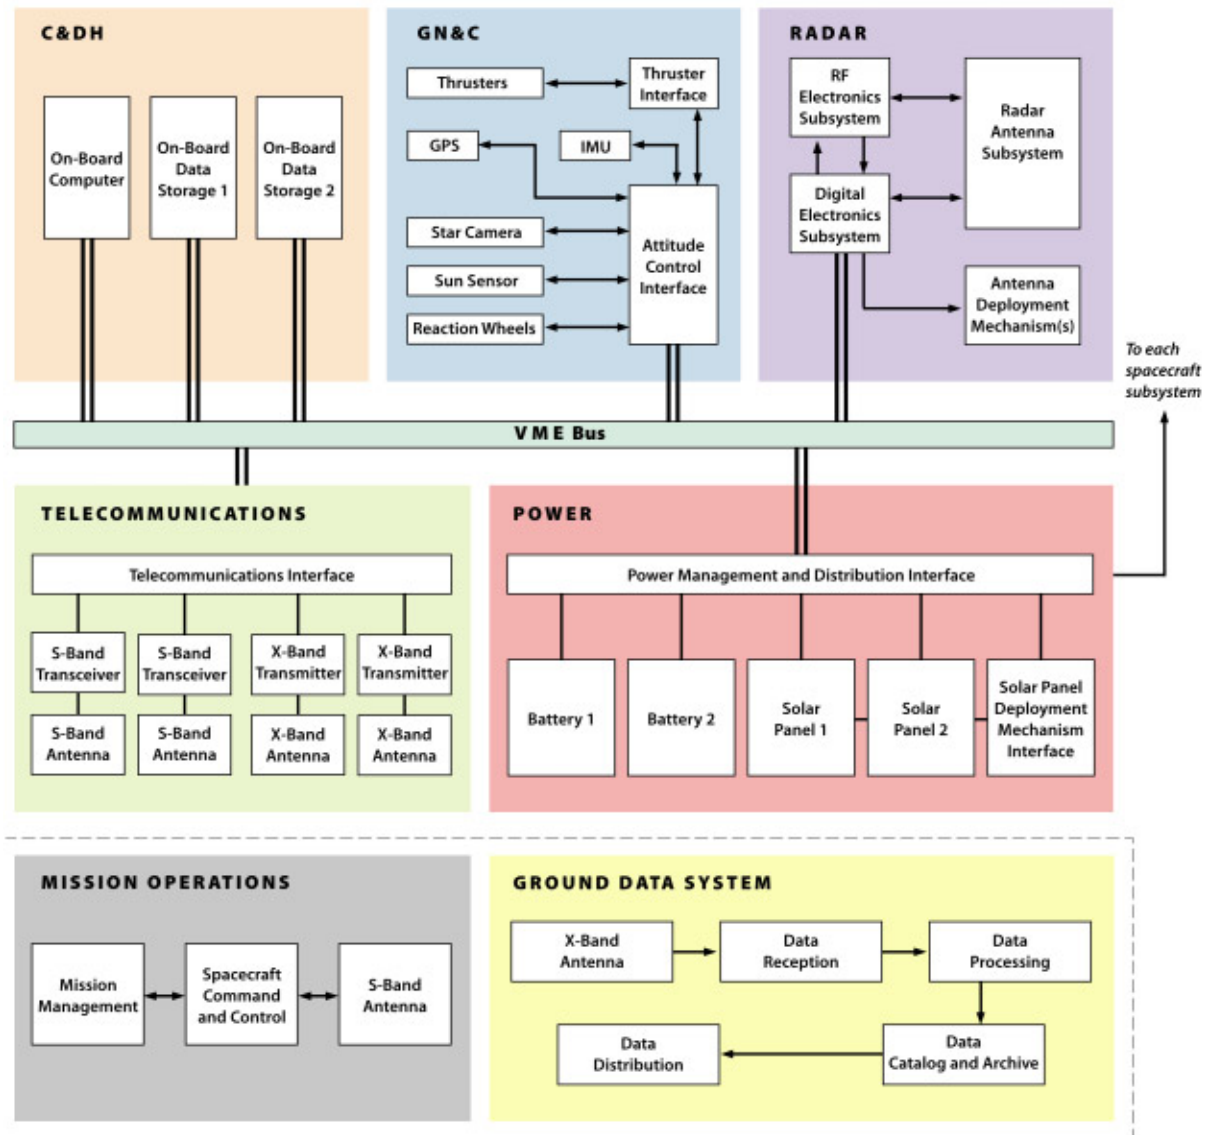 C&DH
On-Board
Computer
On-Board
Data
Storage 1
On-Board
Data
Storage 2
GN&C
Thrusters
Thruster
Interface
GPS
IMU
Star Camera
Sun Sensor
Reaction Wheels
Attitude
Control
Interface
RADAR
RF
Electronics
Subsystem
Radar
Antenna
Subsystem
Digital
Electronics
Subsystem
Antenna
Deployment
Mechanism(s)
To each
spacecraft
subsystem
VME Bus
TELECOMMUNICATIONS
Telecommunications Interface
S-Band
Transceiver
S-Band
Transceiver
X-Band
Transmitter
X-Band
Transmitter
S-Band
Antenna
S-Band
Antenna
X-Band
Antenna
X-Band
Antenna
POWER
Power Management and Distribution Interface
Battery 1
Battery 2
Solar
Panel 1
Solar
Panel 2
Solar Panel
Deployment
Mechanism
Interface
MISSION OPERATIONS
Mission
Management
Spacecraft
Command
and Control
S-Band
Antenna
GROUND DATA SYSTEM
X-Band
Antenna
Data
Reception
Data
Processing
Data
Distribution
Data
Catalog and Archive